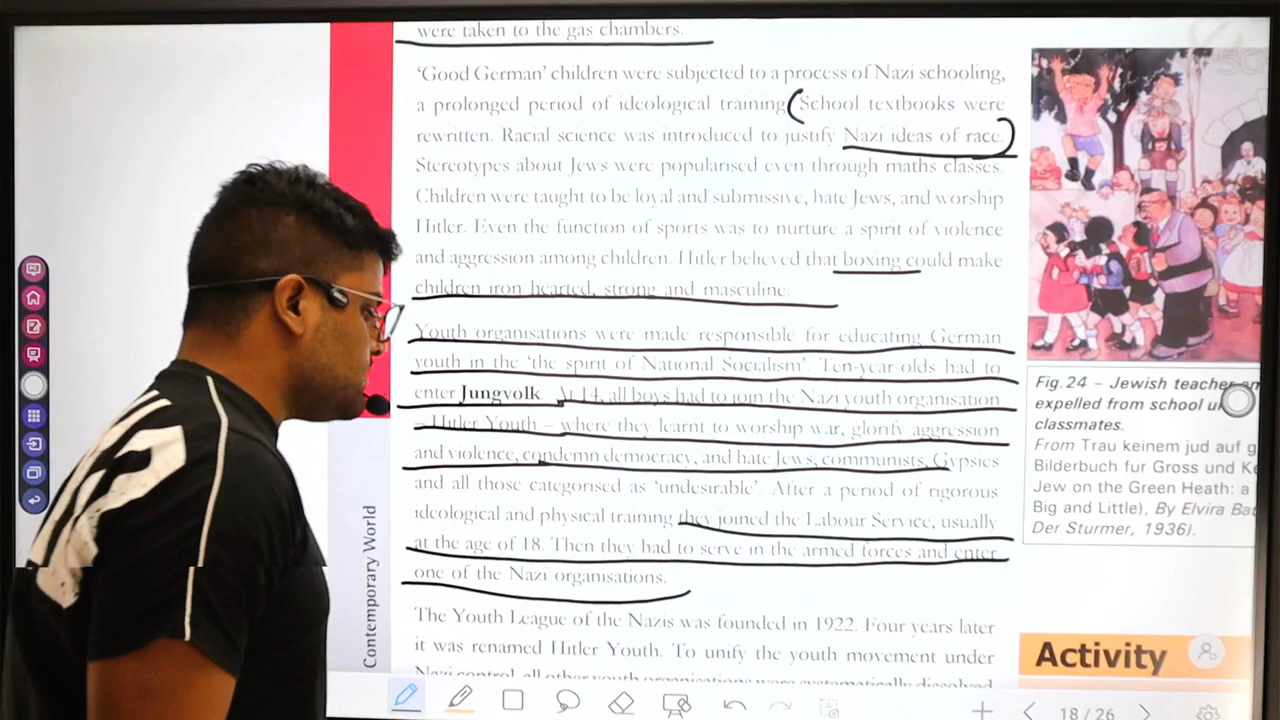 were taken to the gas chambers.
'Good German' children were subjected to a process of Nazi schooling,
a prolonged period of ideological training. School textbooks were
rewritten. Racial science was introduced to justify Nazi ideas of race.
Stereotypes about Jews were popularised even through maths classes.
Children were taught to be loyal and submissive, hate Jews, and worship
Hitler. Even the function of sports was to nurture a spirit of violence
and aggression among children. Hitler believed that boxing could make
children iron hearted, strong and masculine.
Youth organisations were made responsible for educating German
youth in the 'the spirit of National Socialism'. Ten-year-olds had to
enter Jungvolk. At 14, all boys had to join the Nazi youth organisation
– Hitler Youth – where they learnt to worship war, glorify aggression
and violence, condemn democracy, and hate Jews, communists, Gypsies
and all those categorised as 'undesirable'. After a period of rigorous
ideological and physical training they joined the Labour Service, usually
at the age of 18. Then they had to serve in the armed forces and enter
one of the Nazi organisations.
The Youth League of the Nazis was founded in 1922. Four years later
it was renamed Hitler Youth. To unify the youth movement under
Nazi control, all other youth organisations were systematically dissolved
Contemporary World
Fig.24 – Jewish teacher
expelled from school
classmates.
From Trau keinem jud auf g
Bilderbuch fur Gross und
Jew on the Green Heath: a
Big and Little), By Elvira
Der Sturmer, 1936).
Activity
18 / 26